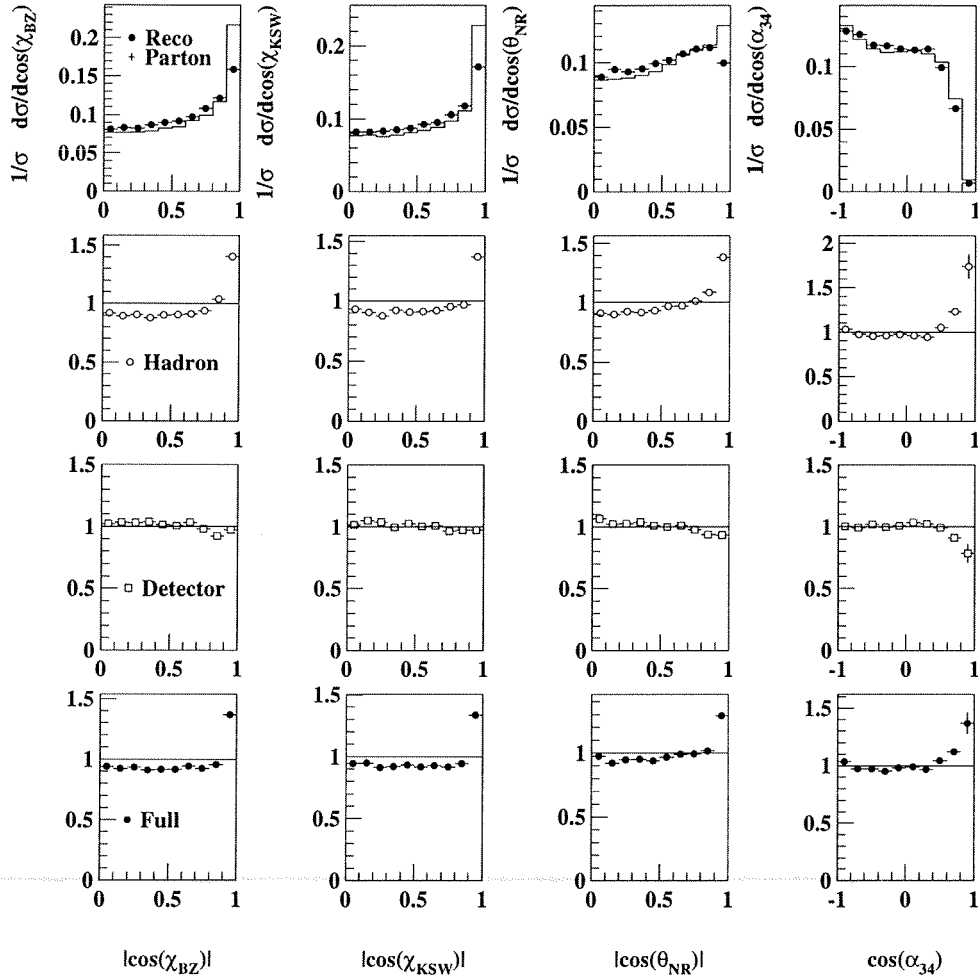 1/σ dσ/dcos(χBZ)
0.2
0.15
0.1
0.05
0
Reco
Parton
0 0.5 1
1/σ dσ/dcos(χKSW)
0.3
0.2
0.1
0
0 0.5 1
1/σ dσ/dcos(θNR)
0.1
0.05
0
0 0.5 1
1/σ dσ/dcos(α34)
0.1
0.05
0
-1 0 1
1.5
1
0.5
0
Hadron
0 0.5 1
1.5
1
0.5
0
0 0.5 1
1.5
1
0.5
0
0 0.5 1
2
1.5
1
0.5
0
-1 0 1
1.5
1
0.5
0
Detector
0 0.5 1
1.5
1
0.5
0
0 0.5 1
1.5
1
0.5
0
0 0.5 1
1.5
1
0.5
0
-1 0 1
1.5
1
0.5
0
Full
0 0.5 1
1.5
1
0.5
0
0 0.5 1
1
0.5
0
0 0.5 1
1.5
1
0.5
0
-1 0 1
|cos(χBZ)|
|cos(χKSW)|
|cos(θNR)|
cos(α34)